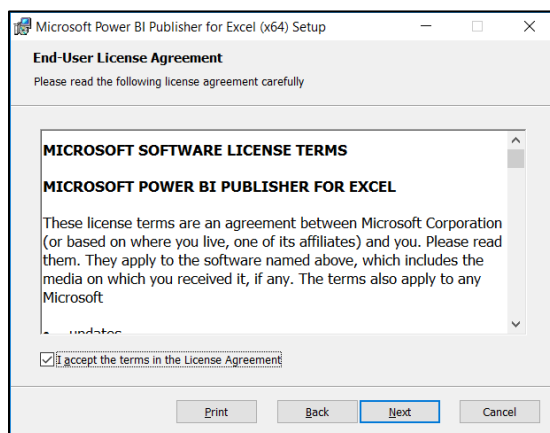 Microsoft Power BI Publisher for Excel (x64) Setup
End-User License Agreement
Please read the following license agreement carefully
MICROSOFT SOFTWARE LICENSE TERMS
MICROSOFT POWER BI PUBLISHER FOR EXCEL
These license terms are an agreement between Microsoft Corporation
(or based on where you live, one of its affiliates) and you. Please read
them. They apply to the software named above, which includes the
media on which you received it, if any. The terms also apply to any
Microsoft
• updates
I accept the terms in the License Agreement
Print Back Next Cancel